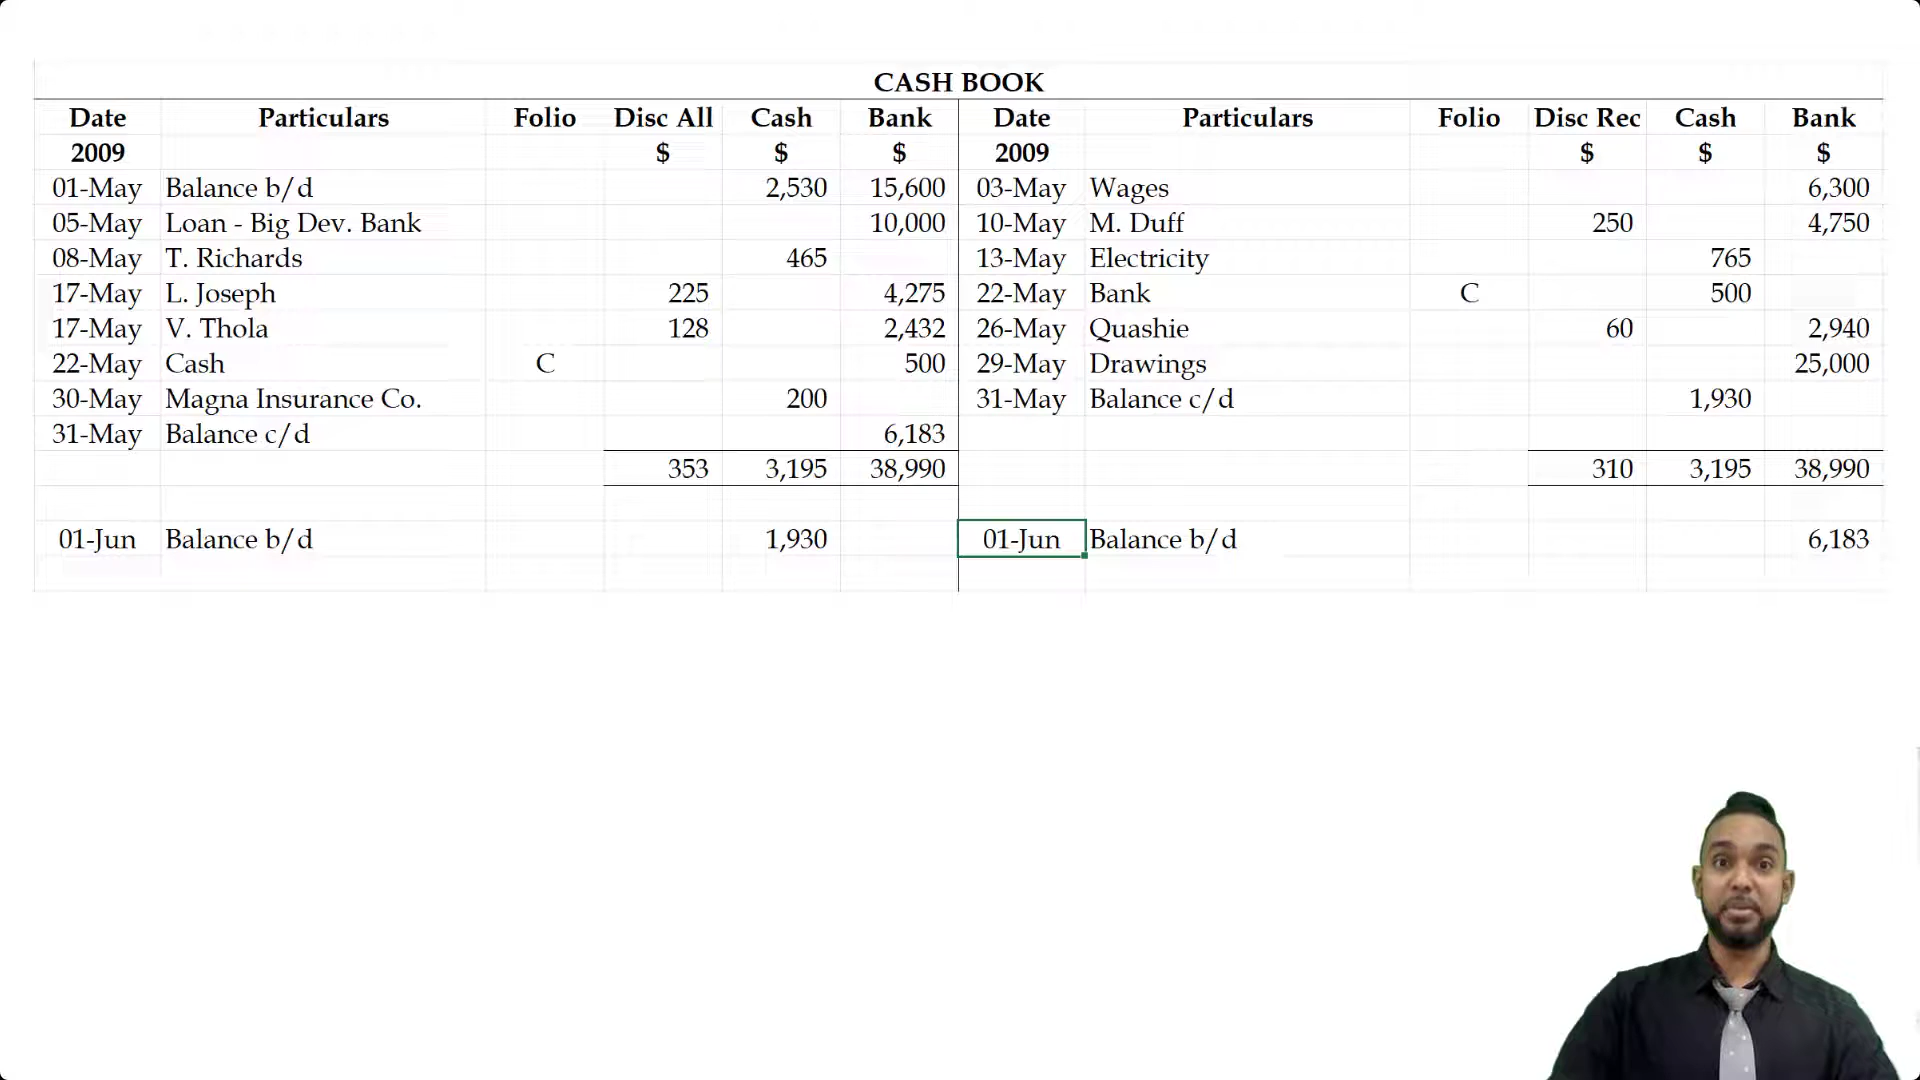 CASH BOOK
Date Particulars Folio Disc All Cash Bank Date Particulars Folio Disc Rec Cash Bank
2009 $ $ $ 2009 $ $ $
01-May Balance b/d 2,530 15,600 03-May Wages 6,300
05-May Loan - Big Dev. Bank 10,000 10-May M. Duff 250 4,750
08-May T. Richards 465 13-May Electricity 765
17-May L. Joseph 225 4,275 22-May Bank C 500
17-May V. Thola 128 2,432 26-May Quashie 60 2,940
22-May Cash C 500 29-May Drawings 25,000
30-May Magna Insurance Co. 200 31-May Balance c/d 1,930
31-May Balance c/d 6,183
353 3,195 38,990 310 3,195 38,990
01-Jun Balance b/d 1,930 01-Jun Balance b/d 6,183